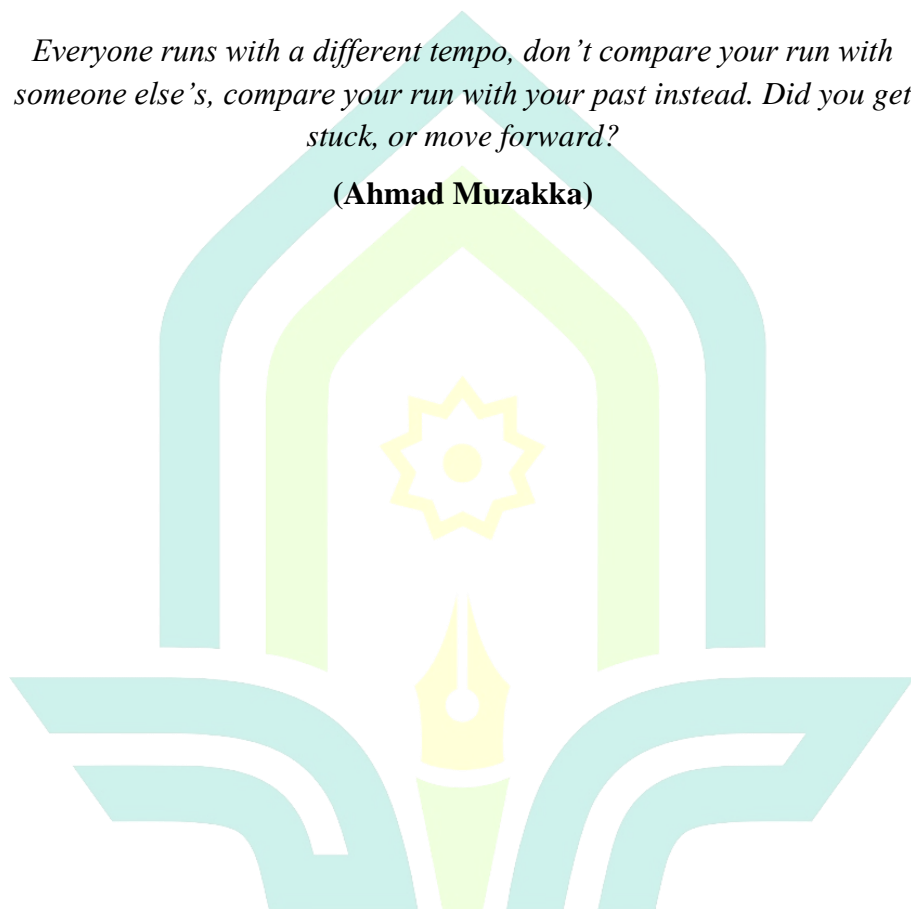 Everyone runs with a different tempo, don’t compare your run with
someone else’s, compare your run with your past instead. Did you get
stuck, or move forward?
(Ahmad Muzakka)